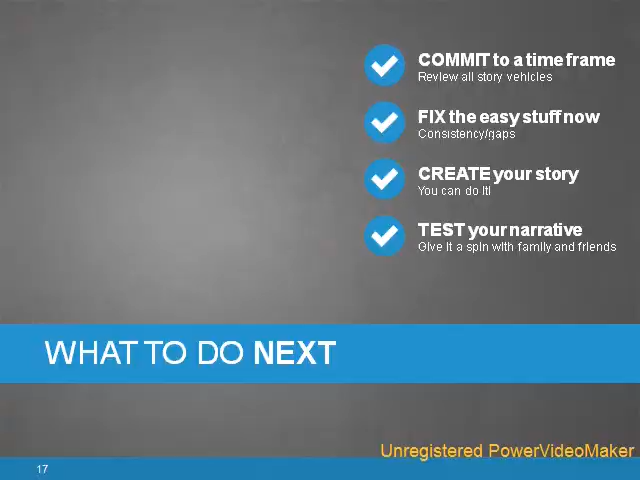 COMMIT to a time frame
Review all story vehicles
FIX the easy stuff now
Consistency/gaps
CREATE your story
You can do it!
TEST your narrative
Give it a spin with family and friends
WHAT TO DO NEXT
Unregistered PowerVideoMaker
17